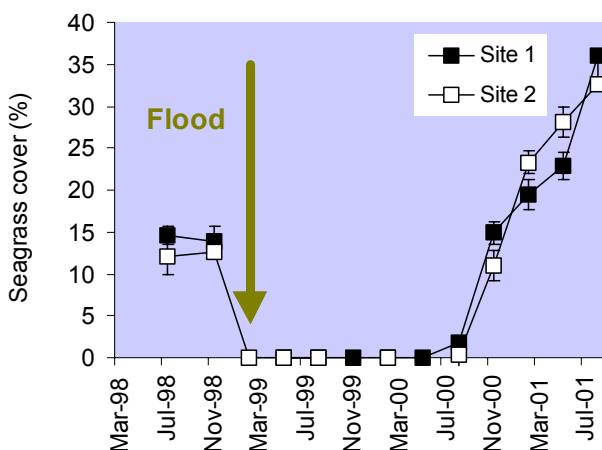 Seagrass cover (%)
40
35
30
25
20
15
10
5
0
Flood
Site 1
Site 2
Mar-98
Jul-98
Nov-98
Mar-99
Jul-99
Nov-99
Mar-00
Jul-00
Nov-00
Mar-01
Jul-01